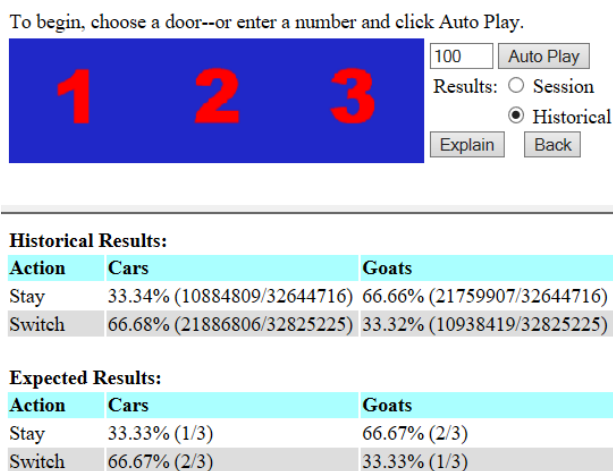 To begin, choose a door--or enter a number and click Auto Play.
1 2 3
100 Auto Play
Results: Session
Historical
Explain Back
Historical Results:
Action Cars Goats
Stay 33.34% (10884809/32644716) 66.66% (21759907/32644716)
Switch 66.68% (21886806/32825225) 33.32% (10938419/32825225)
Expected Results:
Action Cars Goats
Stay 33.33% (1/3) 66.67% (2/3)
Switch 66.67% (2/3) 33.33% (1/3)